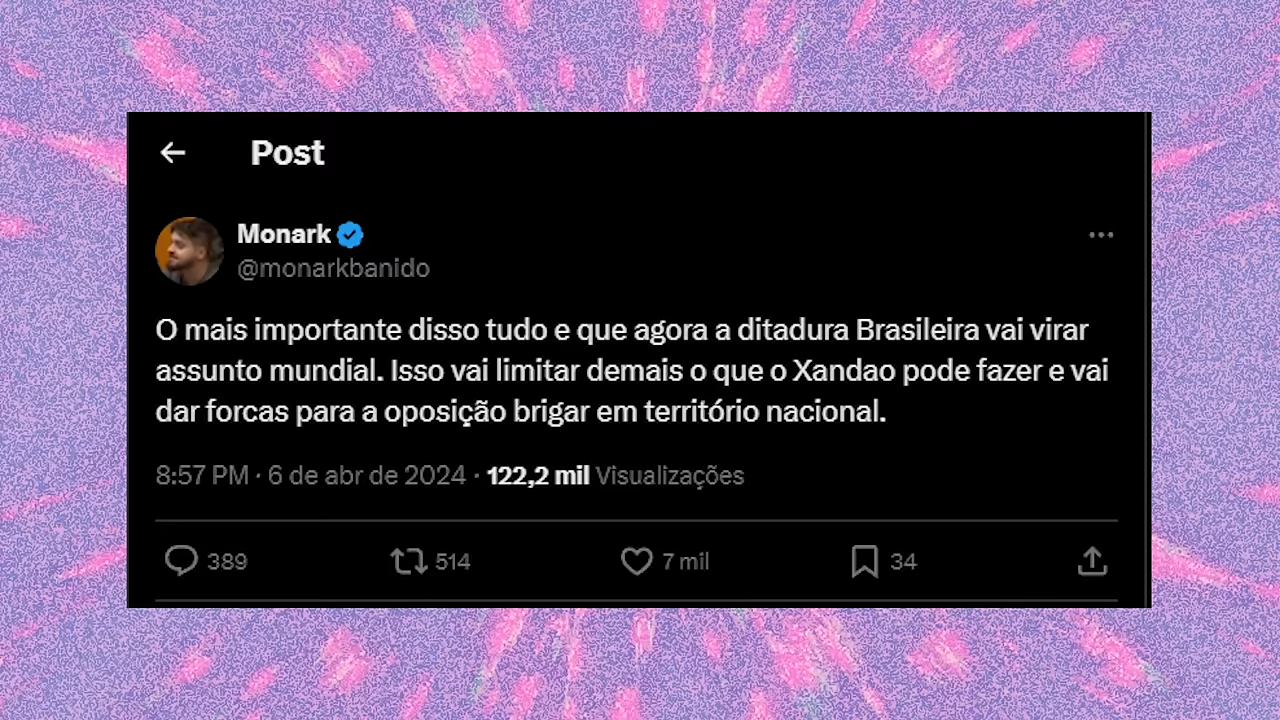 Post
Monark
@monarkbanido
O mais importante disso tudo e que agora a ditadura Brasileira vai virar
assunto mundial. Isso vai limitar demais o que o Xandao pode fazer e vai
dar forcas para a oposição brigar em território nacional.
8:57 PM · 6 de abr de 2024 · 122,2 mil Visualizações
389 514 7 mil 34